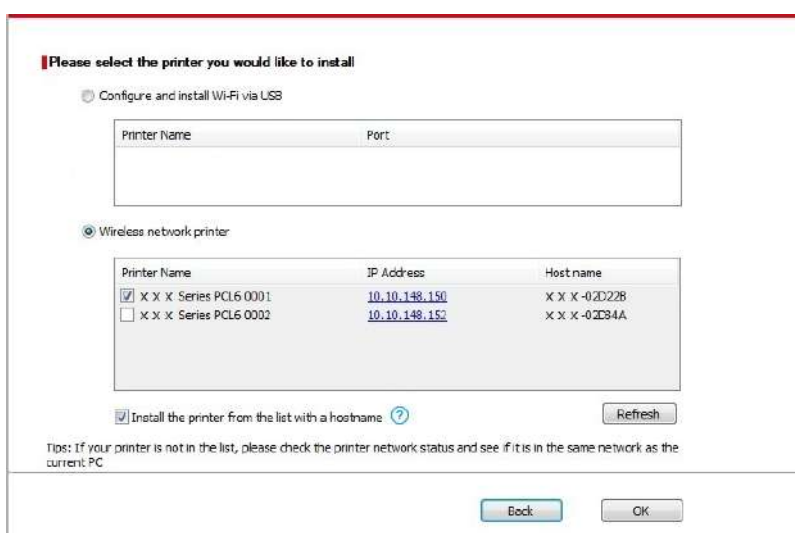 Please select the printer you would like to install
Configure and install Wi-Fi via USB
Printer Name Port
Wireless network printer
Printer Name IP Address Host name
X X X Series PCL6 0001 10.10.148.150 X X X -02D22B
X X X Series PCL6 0002 10.10.148.152 X X X -02D84A
Install the printer from the list with a hostname ?
Refresh
Tips: If your printer is not in the list, please check the printer network status and see if it is in the same network as the
current PC
Back OK